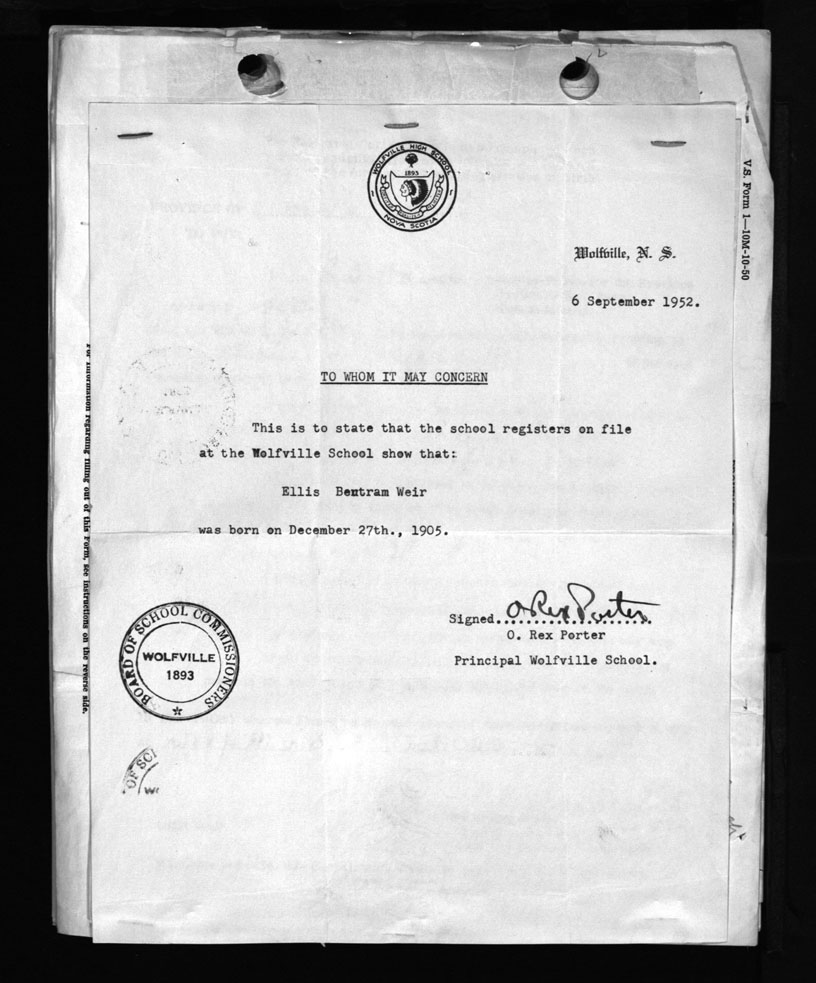 WOLFVILLE HIGH SCHOOL
1893
NOVA SCOTIA
V.S. Form 1—10M-10-50
Wolfville, N. S.
6 September 1952.
TO WHOM IT MAY CONCERN
This is to state that the school registers on file
at the Wolfville School show that:
Ellis Bentram Weir
was born on December 27th., 1905.
Signed. O Rex Porter
O. Rex Porter
Principal Wolfville School.
BOARD OF SCHOOL COMMISSIONERS
WOLFVILLE
1893
OF SC
For information regarding filling out of this Form, see instructions on the reverse side.